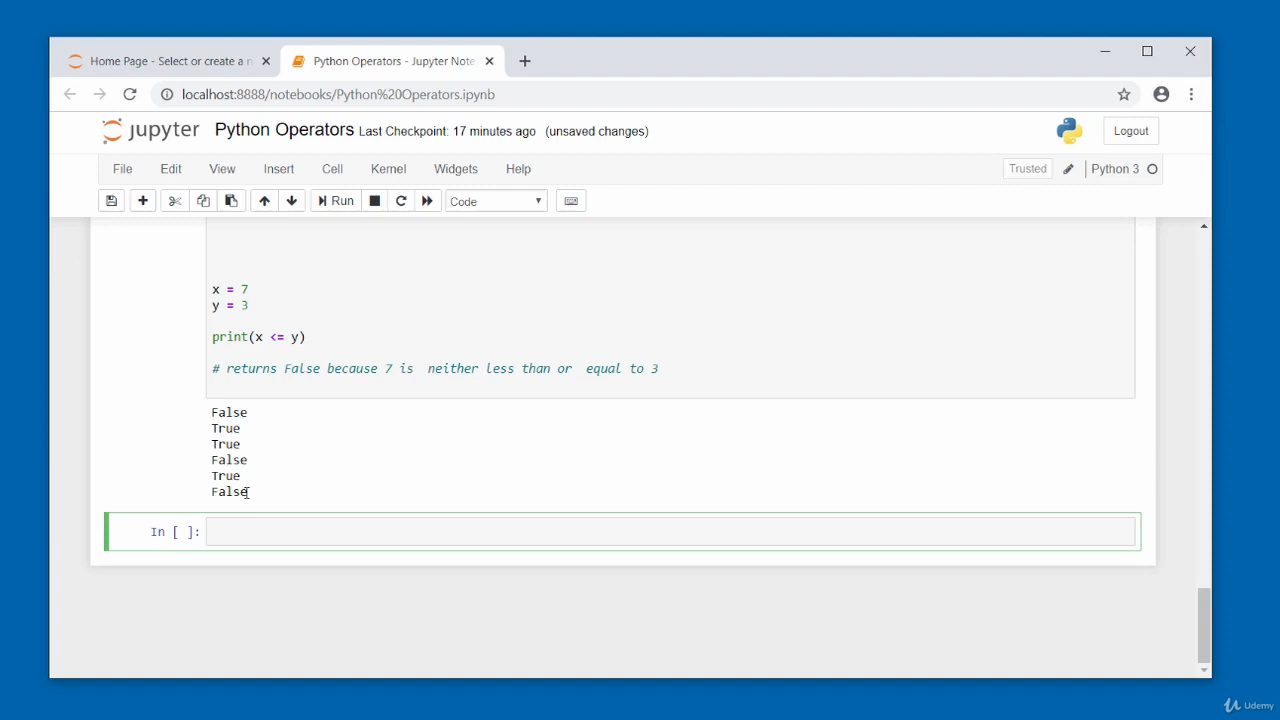 Home Page - Select or create a n
Python Operators - Jupyter Note
localhost:8888/notebooks/Python%20Operators.ipynb
jupyter Python Operators Last Checkpoint: 17 minutes ago (unsaved changes)
Logout
File Edit View Insert Cell Kernel Widgets Help
Trusted Python 3
Run Code
x = 7
y = 3
print(x <= y)
# returns False because 7 is  neither less than or  equal to 3
False
True
True
False
True
False
In [ ]:
Udemy